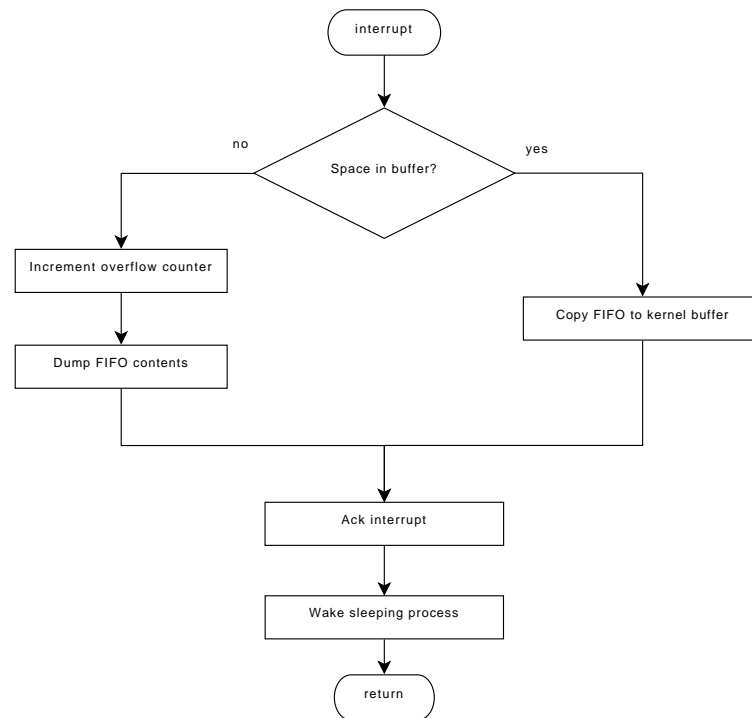 interrupt
no
yes
Space in buffer?
Increment overflow counter
Copy FIFO to kernel buffer
Dump FIFO contents
Ack interrupt
Wake sleeping process
return